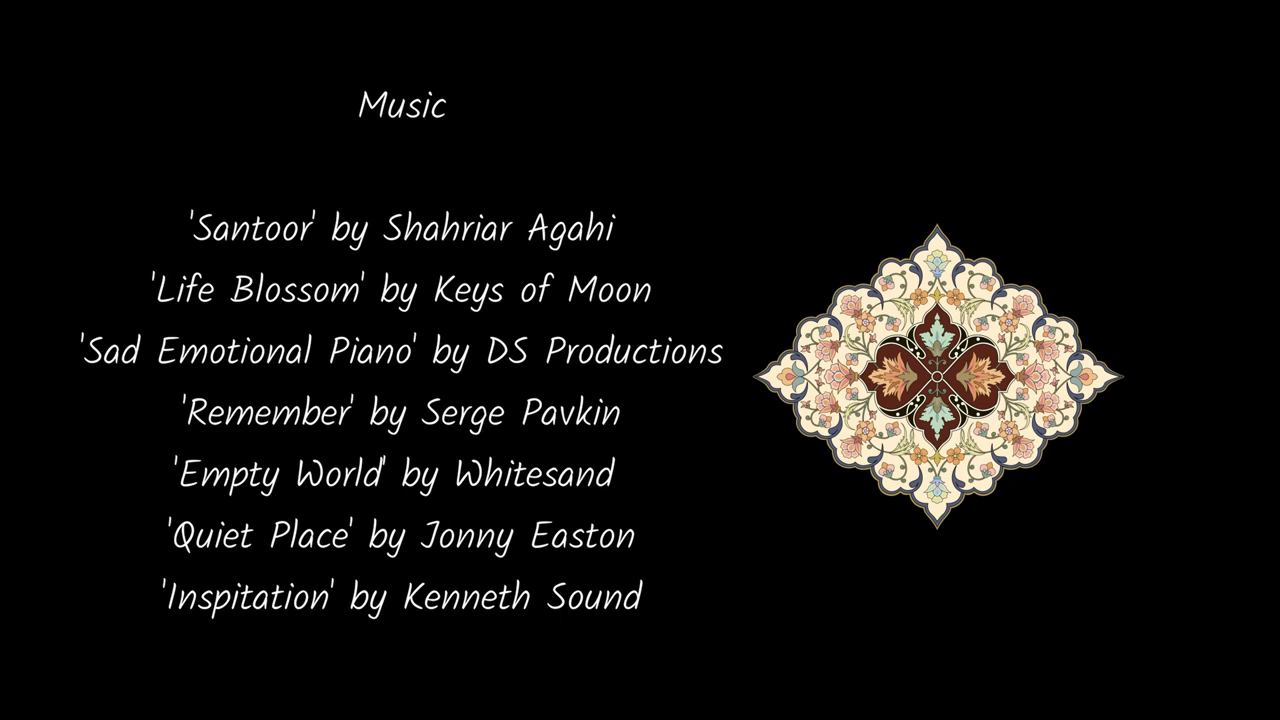 Music
'Santoor' by Shahriar Agahi
'Life Blossom' by Keys of Moon
'Sad Emotional Piano' by DS Productions
'Remember' by Serge Pavkin
'Empty World' by Whitesand
'Quiet Place' by Jonny Easton
'Inspitation' by Kenneth Sound